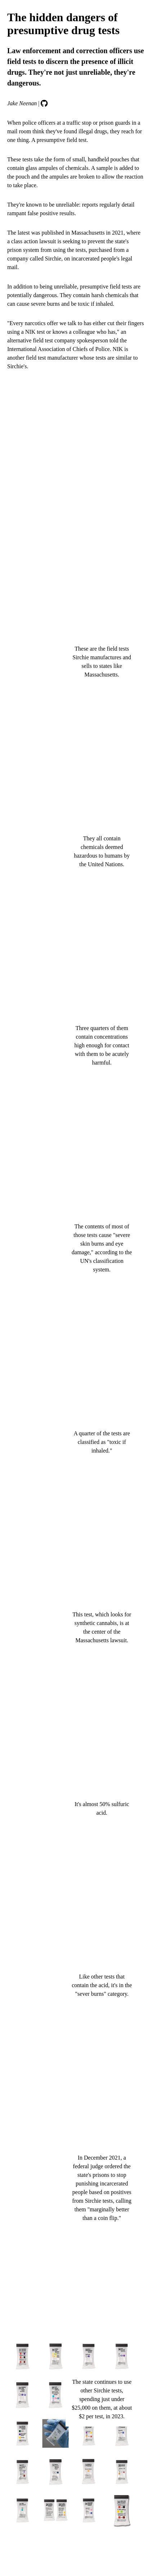 The hidden dangers of
presumptive drug tests
Law enforcement and correction officers use
field tests to discern the presence of illicit
drugs. They're not just unreliable, they're
dangerous.
Jake Neenan |
When police officers at a traffic stop or prison guards in a
mail room think they've found illegal drugs, they reach for
one thing. A presumptive field test.
These tests take the form of small, handheld pouches that
contain glass ampules of chemicals. A sample is added to
the pouch and the ampules are broken to allow the reaction
to take place.
They're known to be unreliable: reports regularly detail
rampant false positive results.
The latest was published in Massachusetts in 2021, where
a class action lawsuit is seeking to prevent the state's
prison system from using the tests, purchased from a
company called Sirchie, on incarcerated people's legal
mail.
In addition to being unreliable, presumptive field tests are
potentially dangerous. They contain harsh chemicals that
can cause severe burns and be toxic if inhaled.
"Every narcotics offer we talk to has either cut their fingers
using a NIK test or knows a colleague who has," an
alternative field test company spokesperson told the
International Association of Chiefs of Police. NIK is
another field test manufacturer whose tests are similar to
Sirchie's.
These are the field tests
Sirchie manufactures and
sells to states like
Massachusetts.
They all contain
chemicals deemed
hazardous to humans by
the United Nations.
Three quarters of them
contain concentrations
high enough for contact
with them to be acutely
harmful.
The contents of most of
those tests cause "severe
skin burns and eye
damage," according to the
UN's classification
system.
A quarter of the tests are
classified as "toxic if
inhaled."
This test, which looks for
synthetic cannabis, is at
the center of the
Massachusetts lawsuit.
It's almost 50% sulfuric
acid.
Like other tests that
contain the acid, it's in the
"sever burns" category.
In December 2021, a
federal judge ordered the
state's prisons to stop
punishing incarcerated
people based on positives
from Sirchie tests, calling
them "marginally better
than a coin flip."
The state continues to use
other Sirchie tests,
spending just under
$25,000 on them, at about
$2 per test, in 2023.